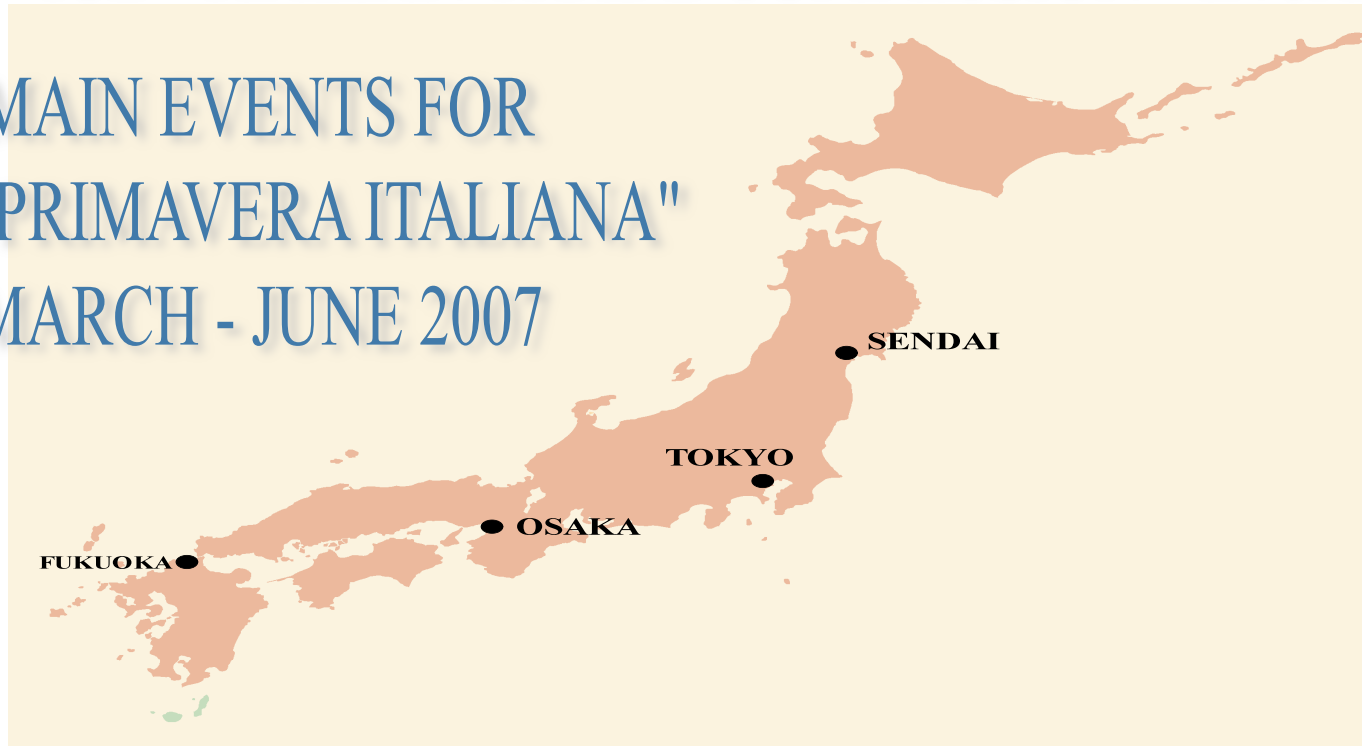 MAIN EVENTS FOR
PRIMAVERA ITALIANA"
MARCH - JUNE 2007
SENDAI
TOKYO
OSAKA
FUKUOKA